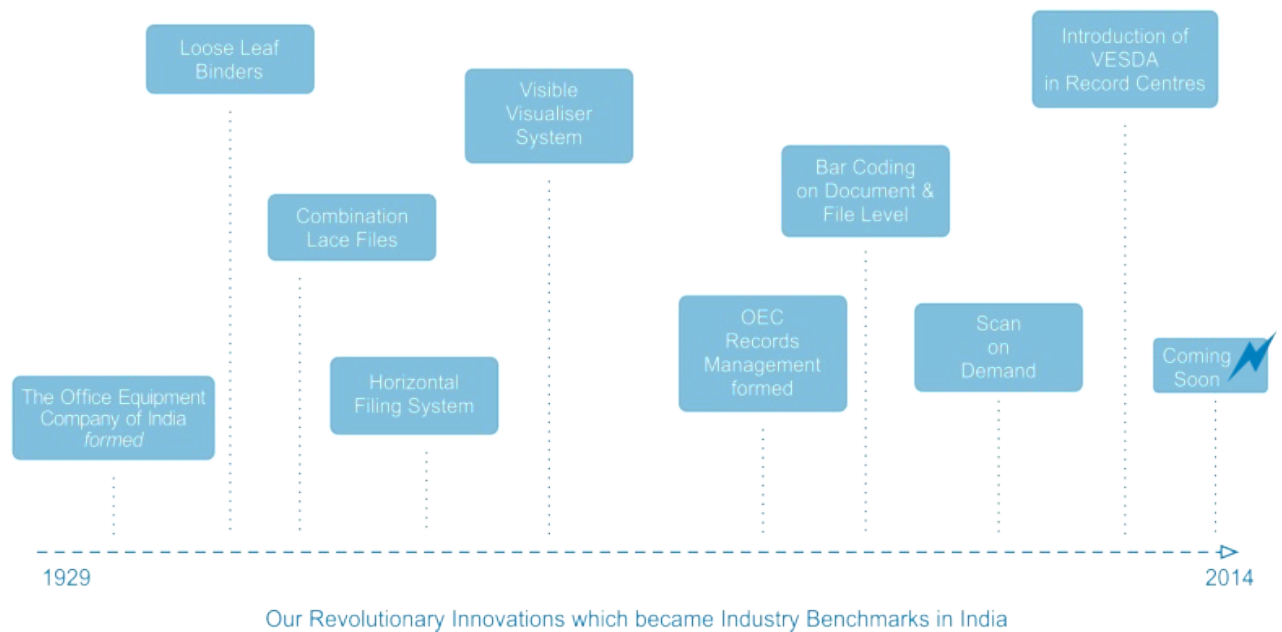 The Office Equipment
Company of India
formed
Loose Leaf
Binders
Combination
Lace Files
Horizontal
Filing System
Visible
Visualiser
System
OEC
Records
Management
formed
Bar Coding
on Document &
File Level
Scan
on
Demand
Introduction of
VESDA
in Record Centres
Coming
Soon
1929
2014
Our Revolutionary Innovations which became Industry Benchmarks in India